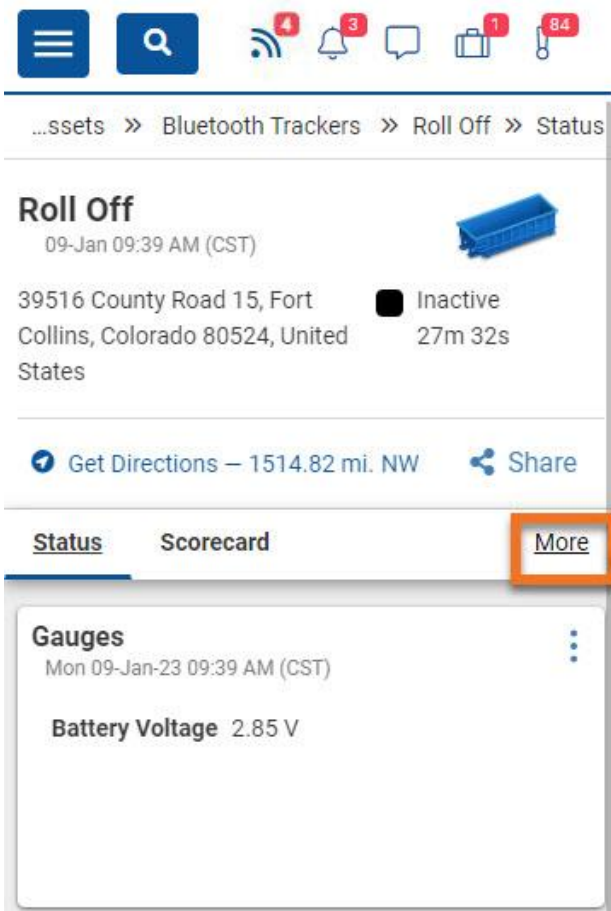 4 3 1 84
...ssets » Bluetooth Trackers » Roll Off » Status
Roll Off
09-Jan 09:39 AM (CST)
39516 County Road 15, Fort
Collins, Colorado 80524, United
States
Inactive
27m 32s
Get Directions — 1514.82 mi. NW Share
Status Scorecard More
Gauges
Mon 09-Jan-23 09:39 AM (CST)
Battery Voltage 2.85 V